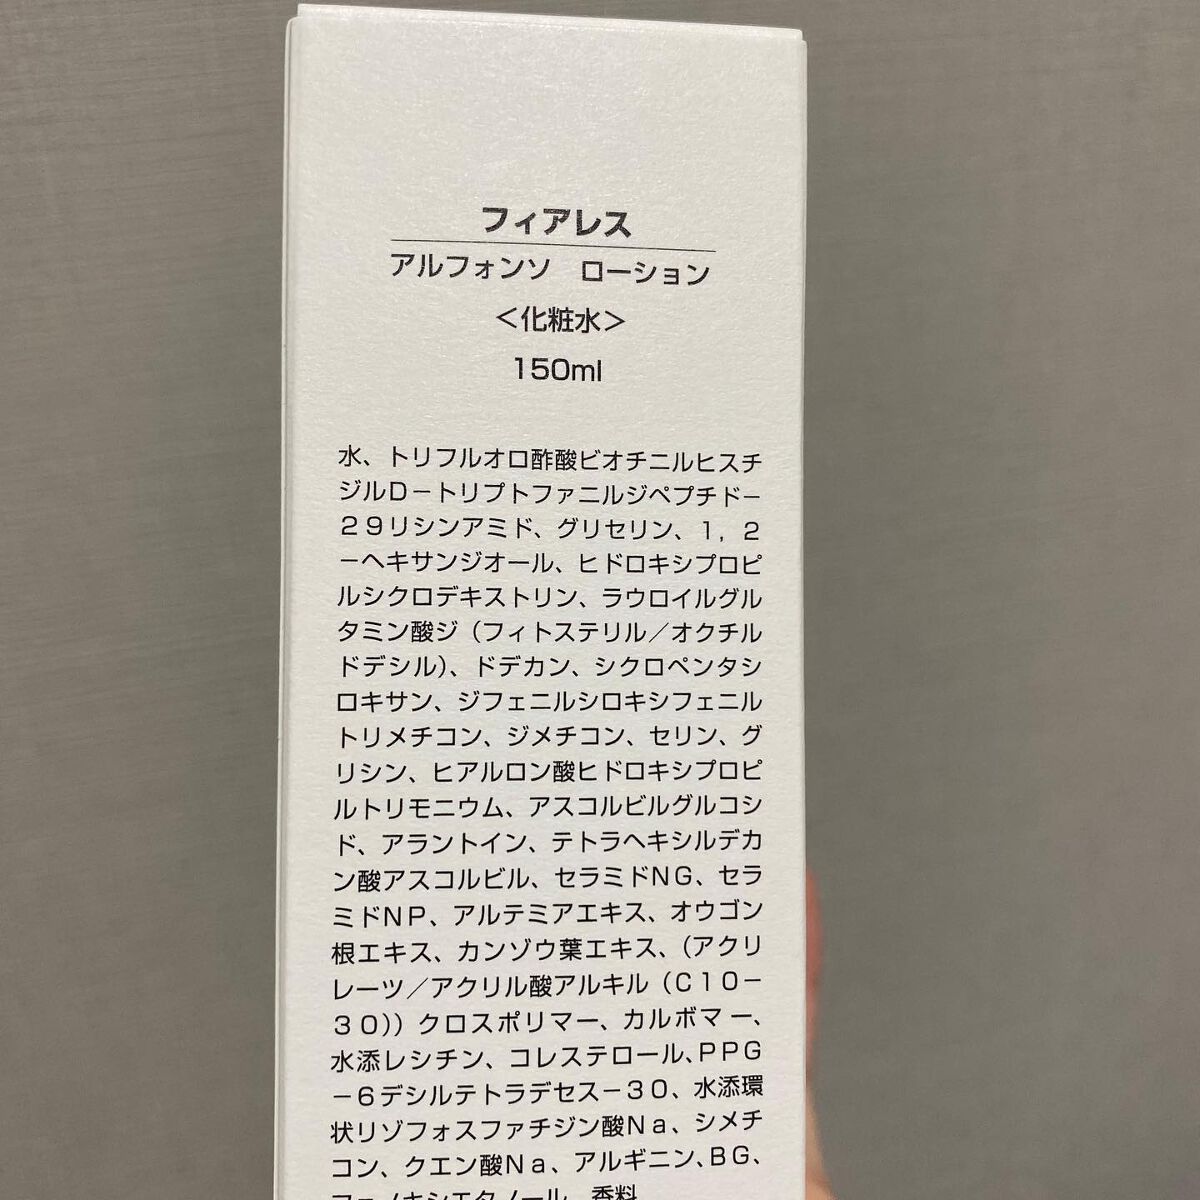 フィアレス
アルフォンソ　ローション
＜化粧水＞
150ml
水、トリフルオロ酢酸ビオチニルヒスチ
ジルD－トリプトファニルジペプチド－
２９リシンアミド、グリセリン、１，２
－ヘキサンジオール、ヒドロキシプロピ
ルシクロデキストリン、ラウロイルグル
タミン酸ジ（フィトステリル／オクチル
ドデシル）、ドデカン、シクロペンタシ
ロキサン、ジフェニルシロキシフェニル
トリメチコン、ジメチコン、セリン、グ
リシン、ヒアルロン酸ヒドロキシプロピ
ルトリモニウム、アスコルビルグルコシ
ド、アラントイン、テトラヘキシルデカ
ン酸アスコルビル、セラミドNG、セラ
ミドNP、アルテミアエキス、オウゴン
根エキス、カンゾウ葉エキス、（アクリ
レーツ／アクリル酸アルキル（C１０－
３０））クロスポリマー、カルボマー、
水添レシチン、コレステロール、PPG
－６デシルテトラデセス－３０、水添環
状リゾフォスファチジン酸Na、シメチ
コン、クエン酸Na、アルギニン、BG、
フェノキシエタノール、香料